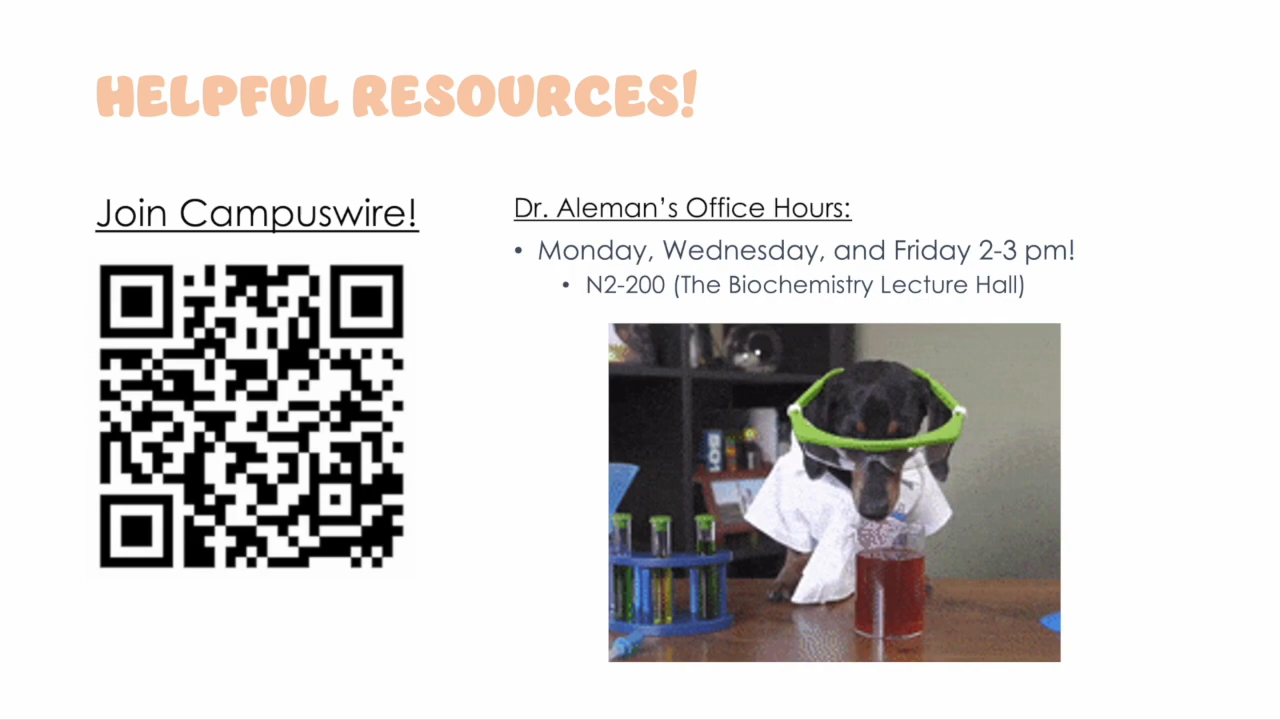 HELPFUL RESOURCES!
Join Campuswire!
Dr. Aleman’s Office Hours:
• Monday, Wednesday, and Friday 2-3 pm!
• N2-200 (The Biochemistry Lecture Hall)